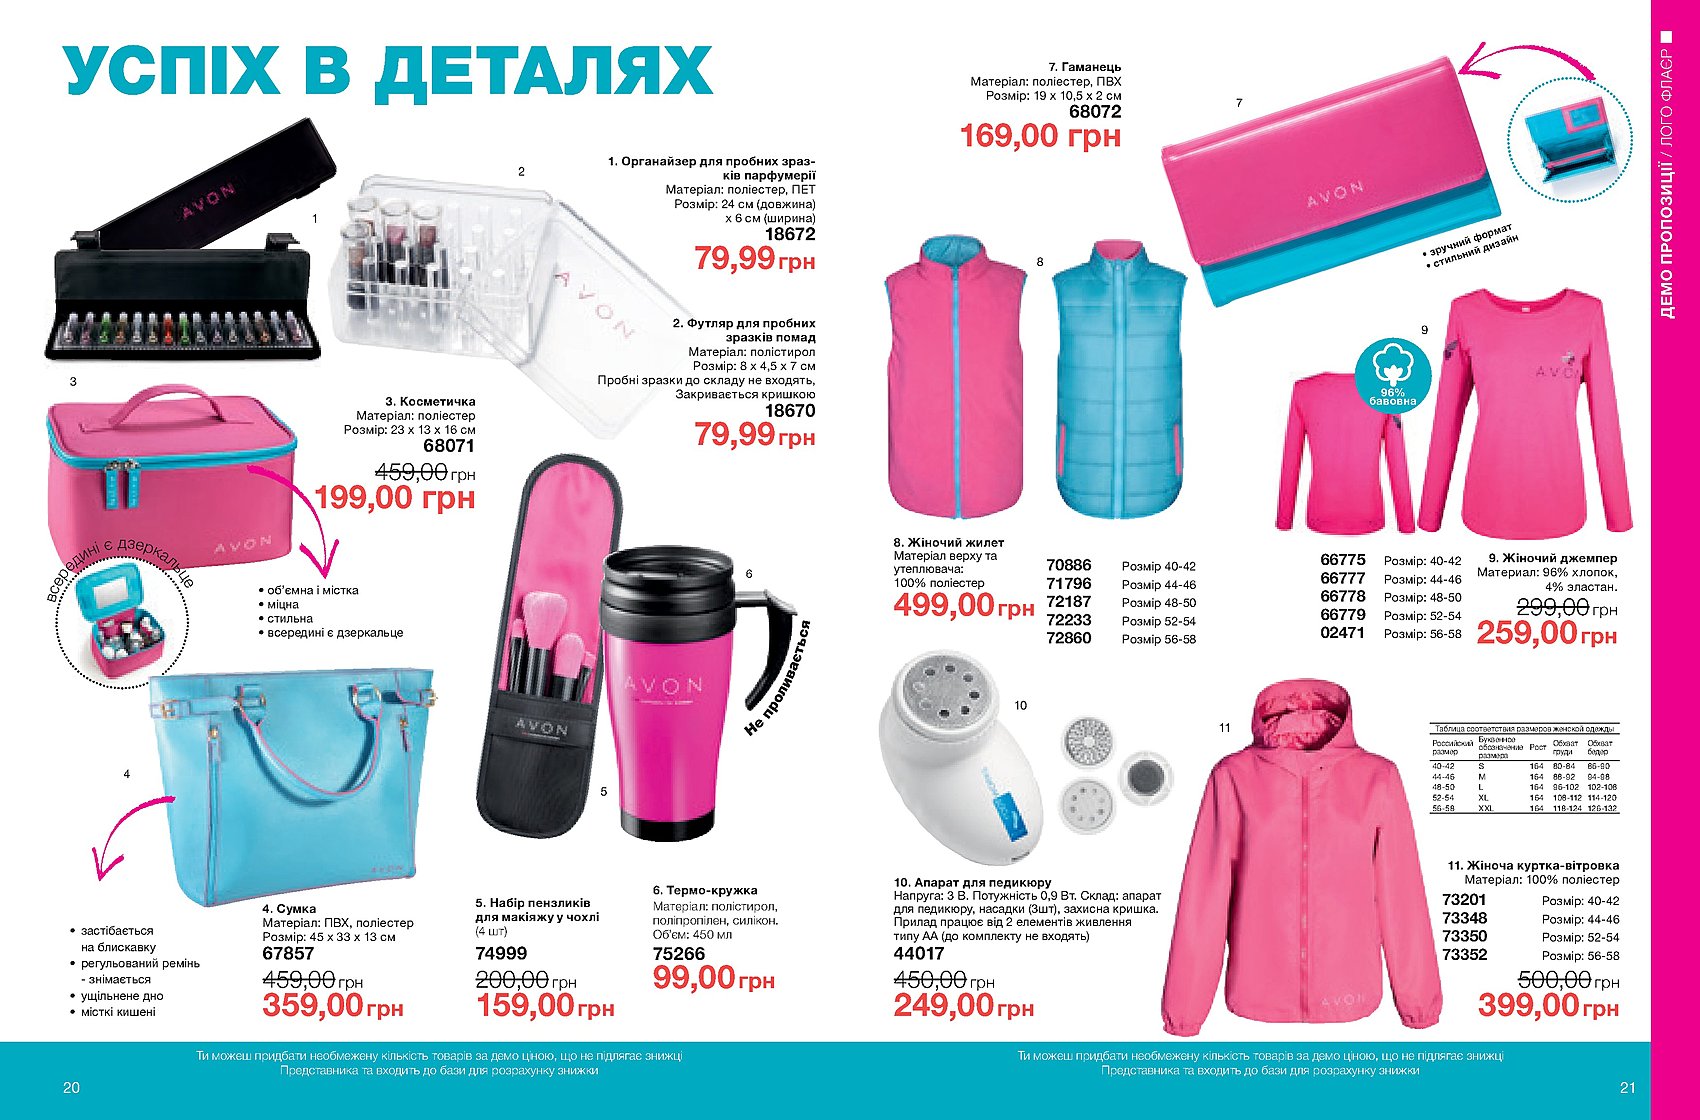 УСПІХ В ДЕТАЛЯХ
AVON
1
2
1. Органайзер для пробних зраз-
ків парфумерії
Матеріал: поліестер, ПЕТ
Розмір: 24 см (довжина)
х 6 см (ширина)
18672
79,99 грн
AVON
2. Футляр для пробних
зразків помад
Матеріал: полістирол
Розмір: 8 х 4,5 х 7 см
Пробні зразки до складу не входять,
Закривається кришкою
18670
79,99 грн
3
3. Косметичка
Матеріал: поліестер
Розмір: 23 х 13 х 16 см
68071
459,00 грн
199,00 грн
AVON
всередині є дзеркальце
• об’ємна і містка
• міцна
• стильна
• всередині є дзеркальце
4
AVON
• застібається
на блискавку
• регульований ремінь
- знімається
• ущільнене дно
• місткі кишені
4. Сумка
Матеріал: ПВХ, поліестер
Розмір: 45 х 33 х 13 см
67857
459,00 грн
359,00 грн
5
AVON
5. Набір пензликів
для макіяжу у чохлі
(4 шт)
74999
200,00 грн
159,00 грн
6
AVON
Не проливається
6. Термо-кружка
Матеріал: полістирол,
поліпропілен, силікон.
Об’єм: 450 мл
75266
99,00 грн
Ти можеш придбати необмежену кількість товарів за демо ціною, що не підлягає знижці
Представника та входить до бази для розрахунку знижки
20
7. Гаманець
Матеріал: поліестер, ПВХ
Розмір: 19 х 10,5 х 2 см
68072
169,00 грн
7
AVON
• зручний формат
• стильний дизайн
8
8. Жіночий жилет
Матеріал верху та
утеплювача:
100% поліестер
499,00 грн
70886 Розмір 40-42
71796 Розмір 44-46
72187 Розмір 48-50
72233 Розмір 52-54
72860 Розмір 56-58
9
96%
бавовна
AVON
66775 Розмір: 40-42
66777 Розмір: 44-46
66778 Розмір: 48-50
66779 Розмір: 52-54
02471 Розмір: 56-58
9. Жіночий джемпер
Материал: 96% хлопок,
4% эластан.
299,00 грн
259,00 грн
10
10. Апарат для педикюру
Напруга: 3 В. Потужність 0,9 Вт. Склад: апарат
для педикюру, насадки (3шт), захисна кришка.
Прилад працює від 2 елементів живлення
типу АА (до комплекту не входять)
44017
450,00 грн
249,00 грн
11
AVON
Таблица соответствия размеров женской одежды
Российский размер Буквенное обозначение размера Рост Обхват груди Обхват бедер
40-42 S 164 80-84 86-90
44-46 M 164 88-92 94-98
48-50 L 164 96-102 102-108
52-54 XL 164 108-112 114-120
56-58 XXL 164 118-124 126-132
11. Жіноча куртка-вітровка
Матеріал: 100% поліестер
73201 Розмір: 40-42
73348 Розмір: 44-46
73350 Розмір: 52-54
73352 Розмір: 56-58
500,00 грн
399,00 грн
Ти можеш придбати необмежену кількість товарів за демо ціною, що не підлягає знижці
Представника та входить до бази для розрахунку знижки
21
ДЕМО ПРОПОЗИЦІЇ / ЛОГО ФЛАЄР